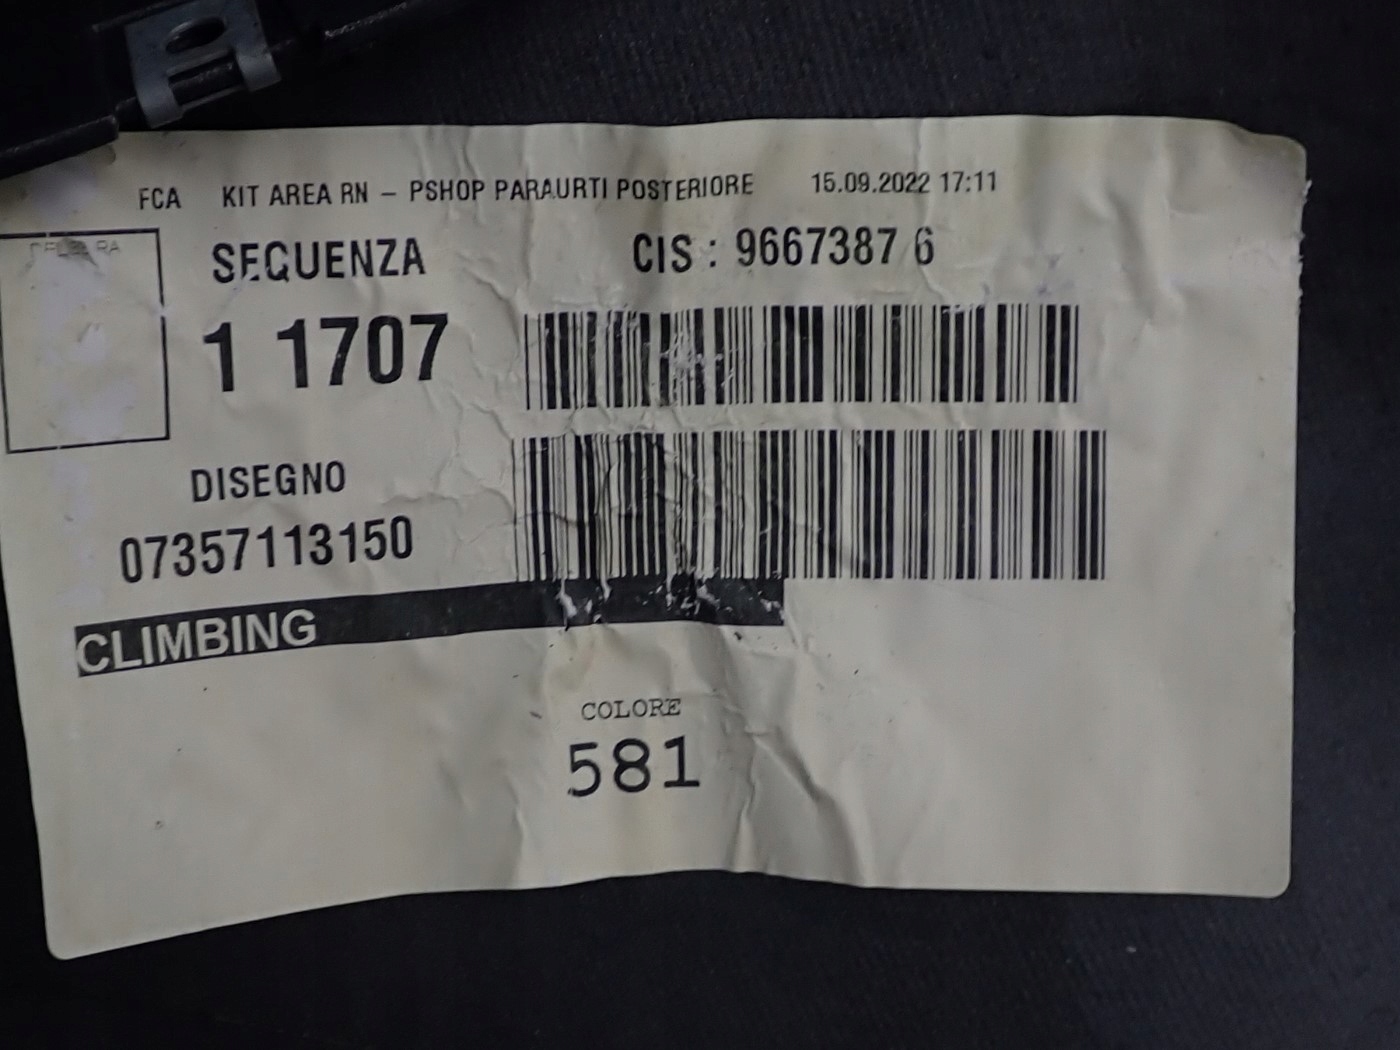 FCA KIT AREA RN - PSHOP PARAURTI POSTERIORE 15.09.2022 17:11
SEQUENZA CIS : 9667387 6
1 1707
DISEGNO
07357113150
CLIMBING
COLORE
581